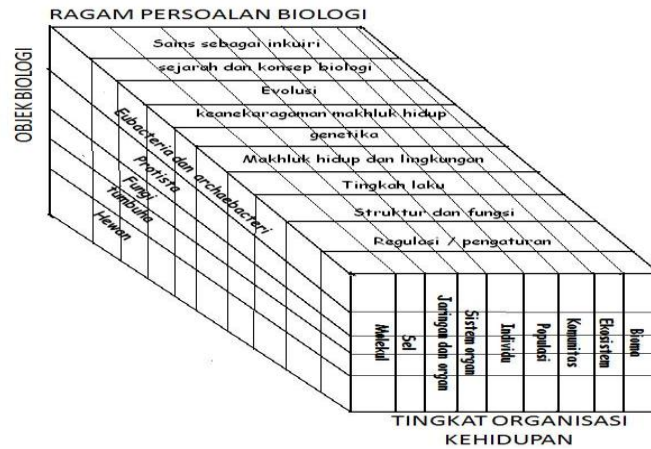 RAGAM PERSOALAN BIOLOGI
OBJEK BIOLOGI
Sains sebagai inkuiri
sejarah dan konsep biologi
Evolusi
keanekaragaman makhluk hidup
genetika
Makhluk hidup dan lingkungan
Tingkah laku
Struktur dan fungsi
Regulasi / pengaturan
Eubacteria dan archaebacteri
Protista
Fungi
Tumbuha
Hewan
Molekul
Sel
Jaringan dan organ
Sistem organ
Individu
Populasi
Komunitas
Ekosistem
Bioma
TINGKAT ORGANISASI
KEHIDUPAN